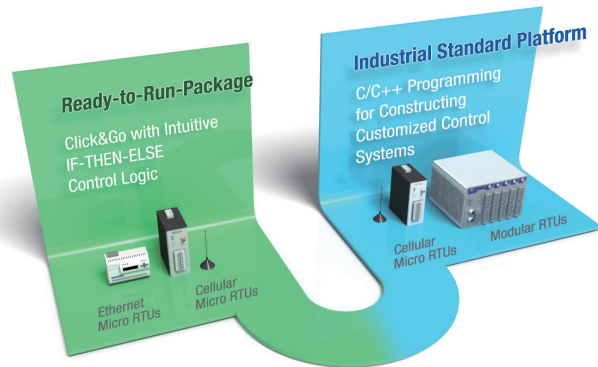 Ready-to-Run-Package
Click&Go with Intuitive
IF-THEN-ELSE
Control Logic
Ethernet
Micro RTUs
Cellular
Micro RTUs
Industrial Standard Platform
C/C++ Programming
for Constructing
Customized Control
Systems
Cellular
Micro RTUs
Modular RTUs